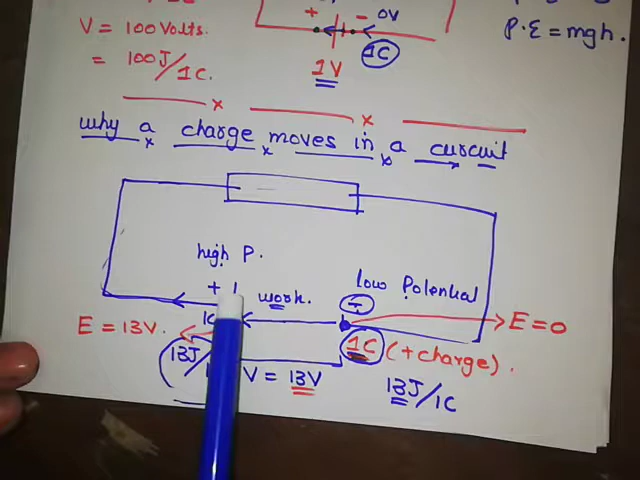 + - 0V
V = 100 Volts.
1C
P.E = mgh.
= 100J/1C.
1V
why a charge moves in a circuit
high P.
+
Low Potential
work.
-
E = 13V.
E = 0
1C (+charge).
13J/
V = 13V
13J/1C